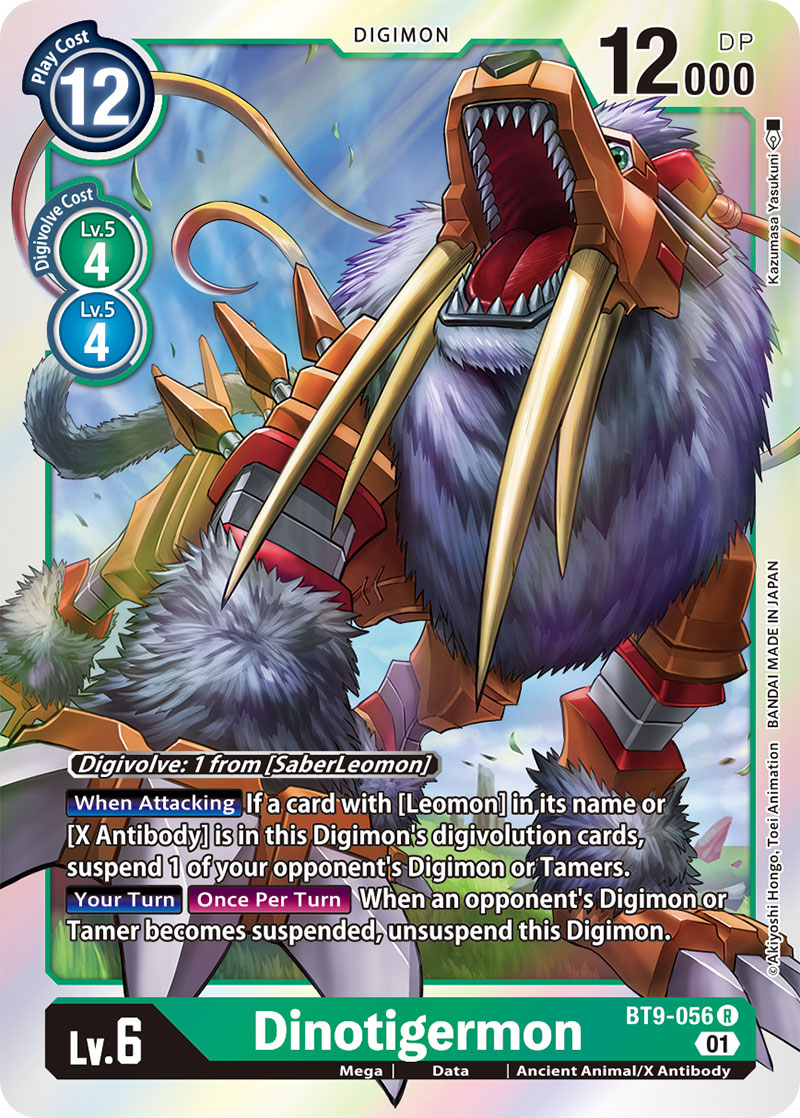 DIGIMON
Play Cost
12
12000
DP
Digivolve Cost
Lv.5
4
Lv.5
4
Kazumasa Yasukuni
BANDAI MADE IN JAPAN
©Akiyoshi Hongo, Toei Animation
Digivolve: 1 from [SaberLeomon]
When Attacking If a card with [Leomon] in its name or
[X Antibody] is in this Digimon's digivolution cards,
suspend 1 of your opponent's Digimon or Tamers.
Your Turn Once Per Turn When an opponent's Digimon or
Tamer becomes suspended, unsuspend this Digimon.
Lv.6
Dinotigermon
BT9-056 R
01
Mega | Data | Ancient Animal/X Antibody